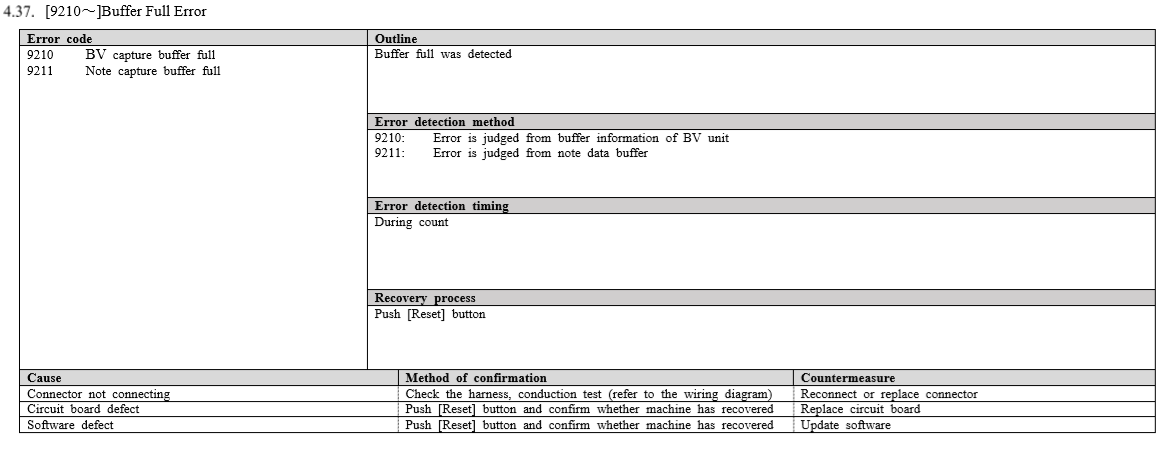 4.37. [9210～]Buffer Full Error
Error code
9210 BV capture buffer full
9211 Note capture buffer full
Outline
Buffer full was detected
Error detection method
9210: Error is judged from buffer information of BV unit
9211: Error is judged from note data buffer
Error detection timing
During count
Recovery process
Push [Reset] button
Cause Method of confirmation Countermeasure
Connector not connecting Check the harness, conduction test (refer to the wiring diagram) Reconnect or replace connector
Circuit board defect Push [Reset] button and confirm whether machine has recovered Replace circuit board
Software defect Push [Reset] button and confirm whether machine has recovered Update software